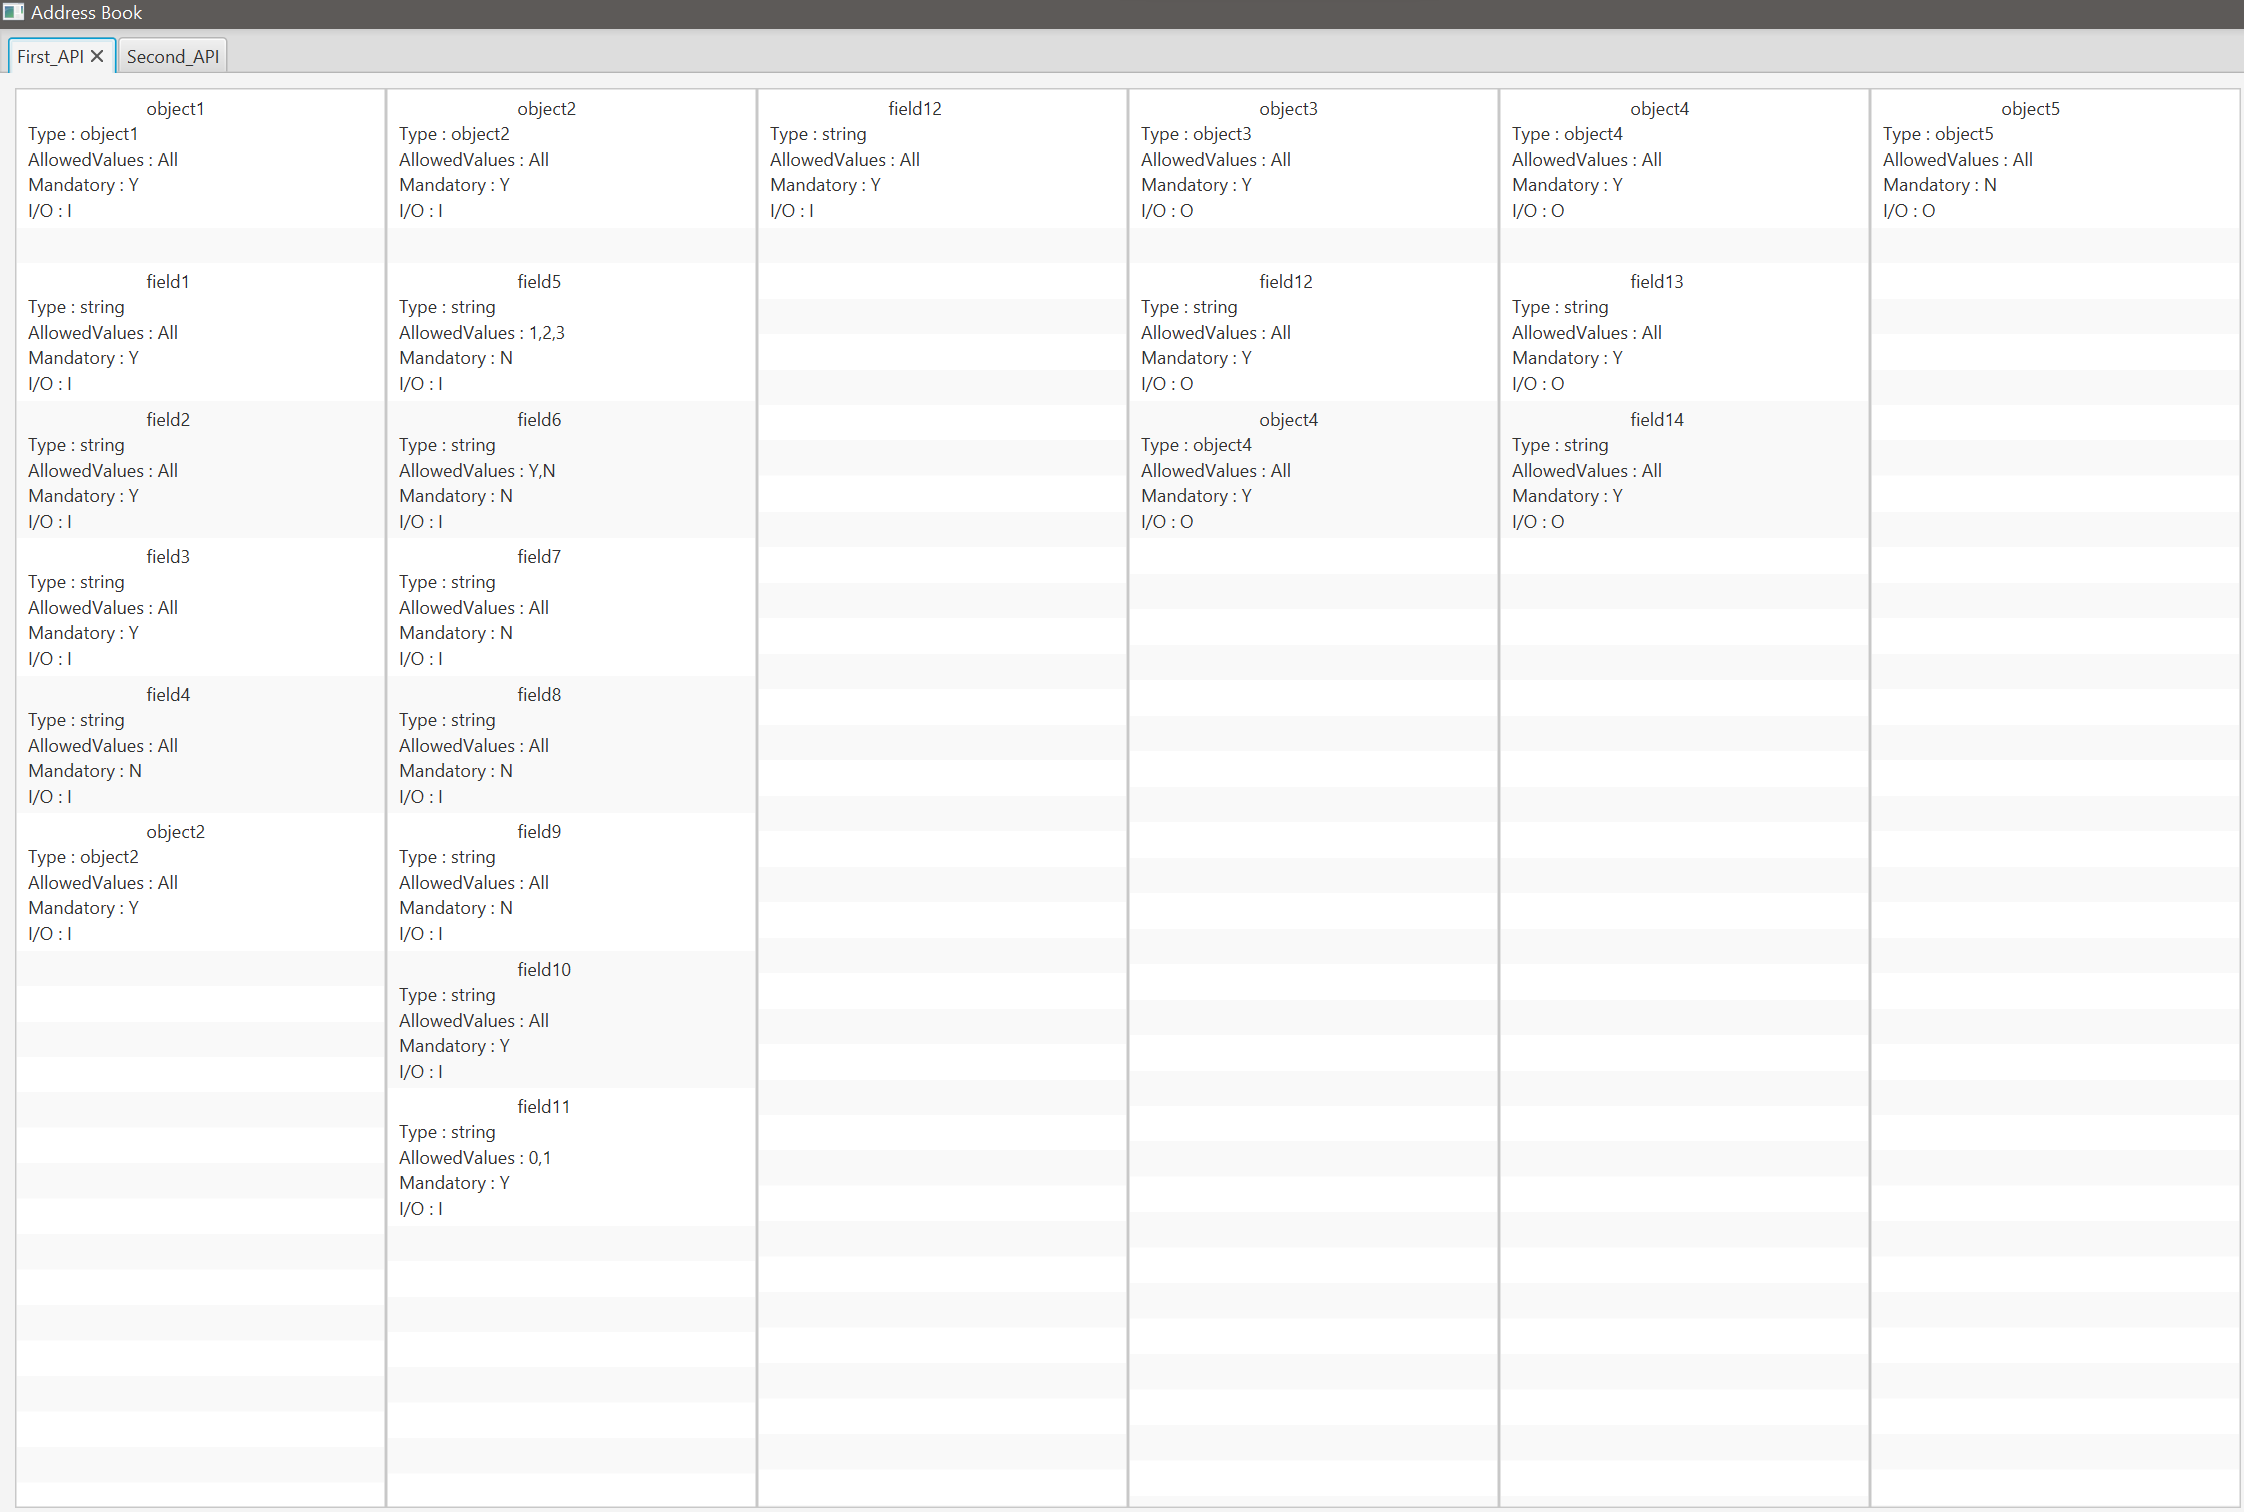 Address Book
First_API
Second_API
object1
Type : object1
AllowedValues : All
Mandatory : Y
I/O : I
field1
Type : string
AllowedValues : All
Mandatory : Y
I/O : I
field2
Type : string
AllowedValues : All
Mandatory : Y
I/O : I
field3
Type : string
AllowedValues : All
Mandatory : Y
I/O : I
field4
Type : string
AllowedValues : All
Mandatory : N
I/O : I
object2
Type : object2
AllowedValues : All
Mandatory : Y
I/O : I
object2
Type : object2
AllowedValues : All
Mandatory : Y
I/O : I
field5
Type : string
AllowedValues : 1,2,3
Mandatory : N
I/O : I
field6
Type : string
AllowedValues : Y,N
Mandatory : N
I/O : I
field7
Type : string
AllowedValues : All
Mandatory : N
I/O : I
field8
Type : string
AllowedValues : All
Mandatory : N
I/O : I
field9
Type : string
AllowedValues : All
Mandatory : N
I/O : I
field10
Type : string
AllowedValues : All
Mandatory : Y
I/O : I
field11
Type : string
AllowedValues : 0,1
Mandatory : Y
I/O : I
field12
Type : string
AllowedValues : All
Mandatory : Y
I/O : I
object3
Type : object3
AllowedValues : All
Mandatory : Y
I/O : O
field12
Type : string
AllowedValues : All
Mandatory : Y
I/O : O
object4
Type : object4
AllowedValues : All
Mandatory : Y
I/O : O
object4
Type : object4
AllowedValues : All
Mandatory : Y
I/O : O
field13
Type : string
AllowedValues : All
Mandatory : Y
I/O : O
field14
Type : string
AllowedValues : All
Mandatory : Y
I/O : O
object5
Type : object5
AllowedValues : All
Mandatory : N
I/O : O